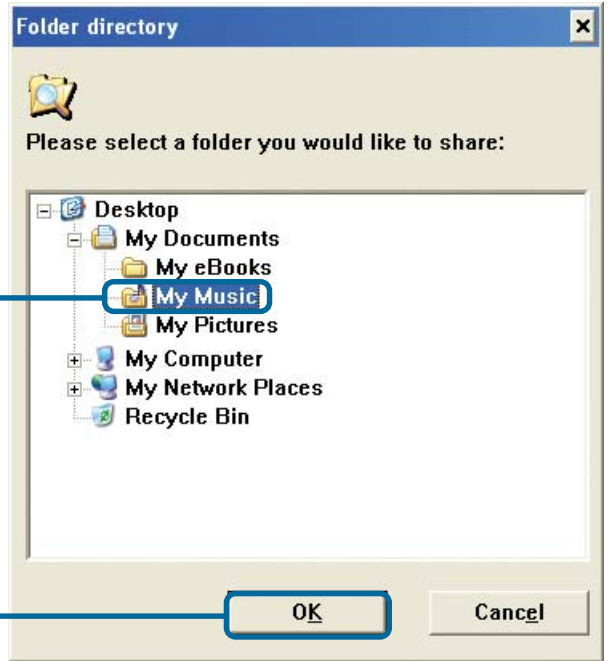 Folder directory
Please select a folder you would like to share:
Desktop
My Documents
My eBooks
My Music
My Pictures
My Computer
My Network Places
Recycle Bin
OK Cancel